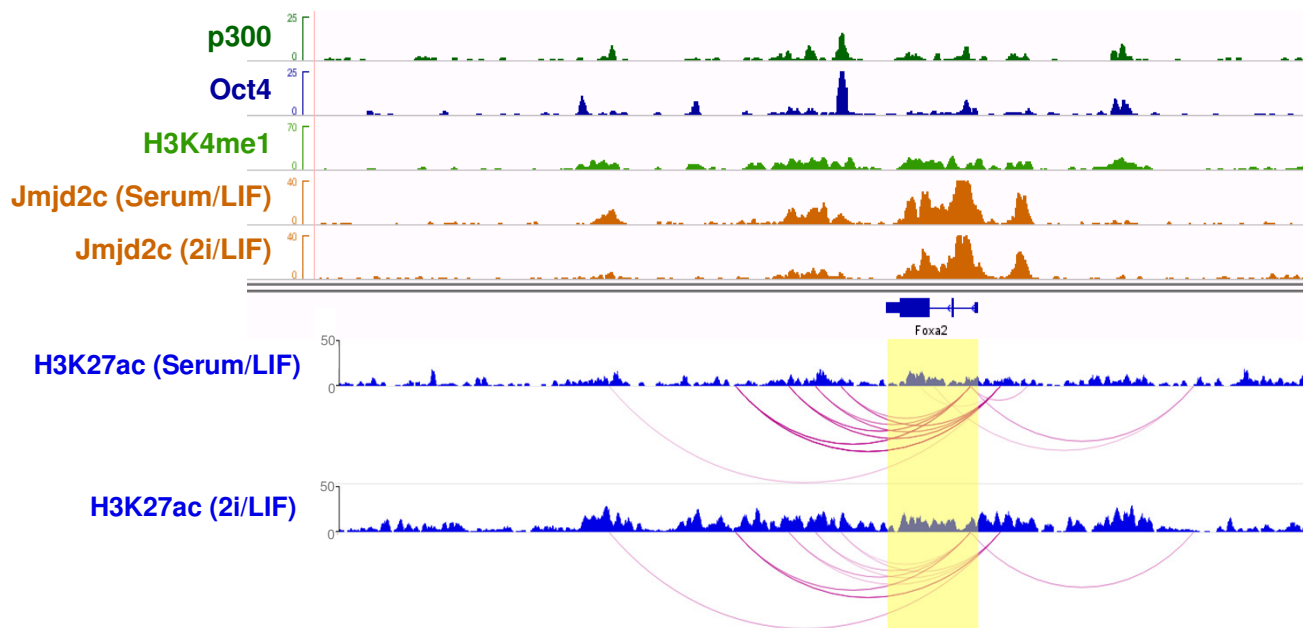 25
p300
0
25
Oct4
0
70
H3K4me1
0
40
Jmjd2c (Serum/LIF)
0
40
Jmjd2c (2i/LIF)
0
Foxa2
50
H3K27ac (Serum/LIF)
0
50
H3K27ac (2i/LIF)
0